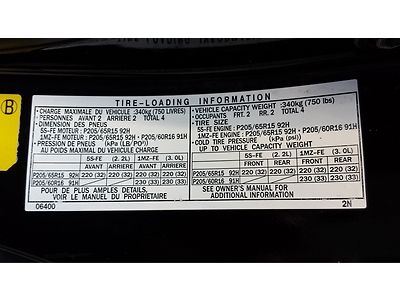 B
TIRE-LOADING INFORMATION
• CHARGE MAXIMALE DU VEHICULE :340kg(750 LIVRES)
PERSONNES AVANT 2 ARRIERE 2 TOTAL 4
• DIMENSION DES PNEUS
5S-FE MOTEUR : P205/65R15 92H
1MZ-FE MOTEUR : P205/65R15 92H • P205/60R16 91H
• PRESSION DE PNEU (kPa (LB/PO²))
AU POIDS MAXIMALS DU VEHICULE CHARGE
5S-FE (2. 2L) 1MZ-FE (3. 0L)
AVANT ARRIERE AVANT ARRIERE
P205/65R15 92H 220 (32) 220 (32) 220 (32) 220 (32)
P205/60R16 91H 230 (33) 230 (33)
POUR DE PLUS AMPLES DETAILS,
VOIR LE MANUEL DU PROPRIETAIRE
06400
• VEHICLE CAPACITY WEIGHT :340kg (750 lbs)
OCCUPANTS FRT. 2 RR. 2 TOTAL 4
• TIRE SIZE
5S-FE ENGINE : P205/65R15 92H
1MZ-FE ENGINE : P205/65R15 92H • P205/60R16 91H
• COLD TIRE PRESSURE (kPa (psi))
UP TO VEHICLE CAPACITY WEIGHT
5S-FE (2. 2L) 1MZ-FE (3. 0L)
FRONT REAR FRONT REAR
P205/65R15 92H 220 (32) 220 (32) 220 (32) 220 (32)
P205/60R16 91H 230 (33) 230 (33)
SEE OWNER'S MANUAL FOR
ADDITIONAL INFORMATION
2N